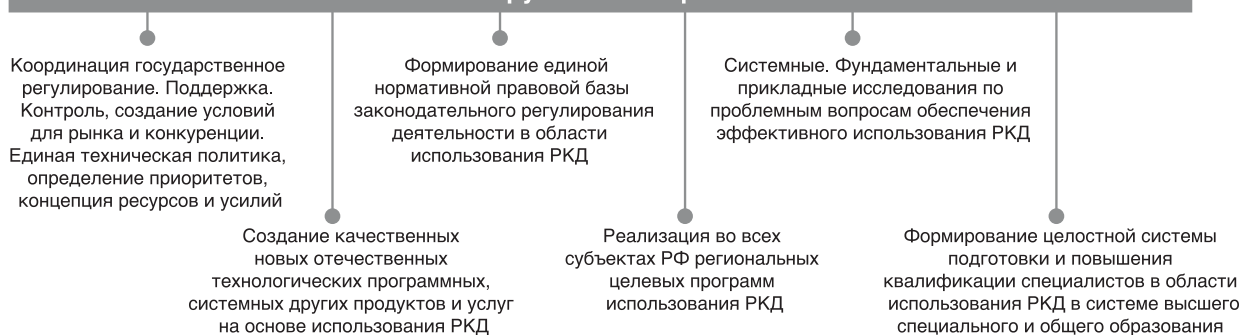 Координация государственное
регулирование. Поддержка.
Контроль, создание условий
для рынка и конкуренции.
Единая техническая политика,
определение приоритетов,
концепция ресурсов и усилий
Формирование единой
нормативной правовой базы
законодательного регулирования
деятельности в области
использования РКД
Системные. Фундаментальные и
прикладные исследования по
проблемным вопросам обеспечения
эффективного использования РКД
Создание качественных
новых отечественных
технологических программных,
системных других продуктов и услуг
на основе использования РКД
Реализация во всех
субъектах РФ региональных
целевых программ
использования РКД
Формирование целостной системы
подготовки и повышения
квалификации специалистов в области
использования РКД в системе высшего
специального и общего образования